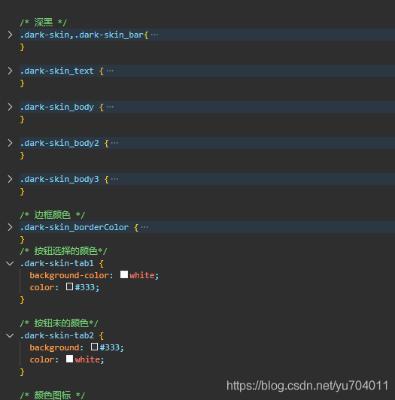 /* 深黑 */
.dark-skin,.dark-skin_bar{···
}
.dark-skin_text {···
}
.dark-skin_body {···
}
.dark-skin_body2 {···
}
.dark-skin_body3 {···
}
/* 边框颜色 */
.dark-skin_borderColor {···
}
/* 按钮选择的颜色*/
.dark-skin-tab1 {
background-color: white;
color: #333;
}
/* 按钮末的颜色*/
.dark-skin-tab2 {
background: #333;
color: white;
}
/* 颜色图标 */
https://blog.csdn.net/yu704011